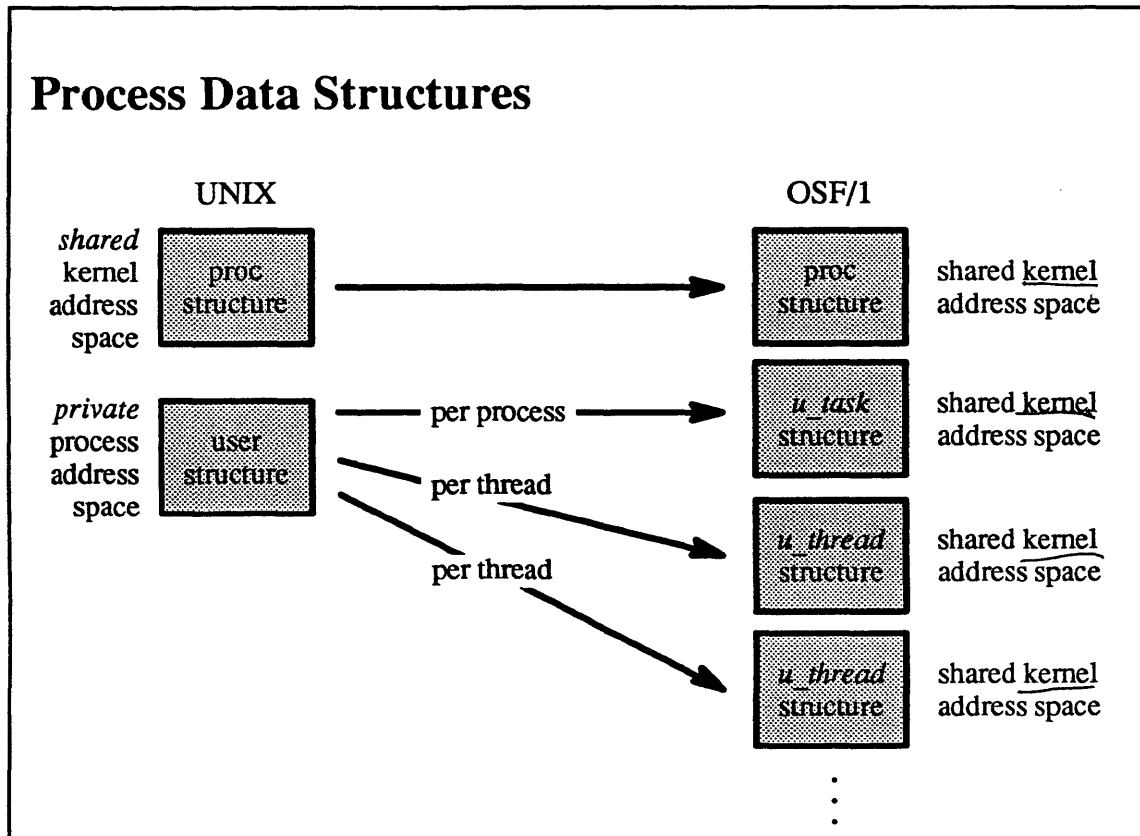 Process Data Structures
UNIX
OSF/1
shared
kernel
address
space
proc
structure
proc
structure
shared kernel
address space
private
process
address
space
user
structure
per process
per thread
per thread
u_task
structure
shared kernel
address space
u_thread
structure
shared kernel
address space
u_thread
structure
shared kernel
address space